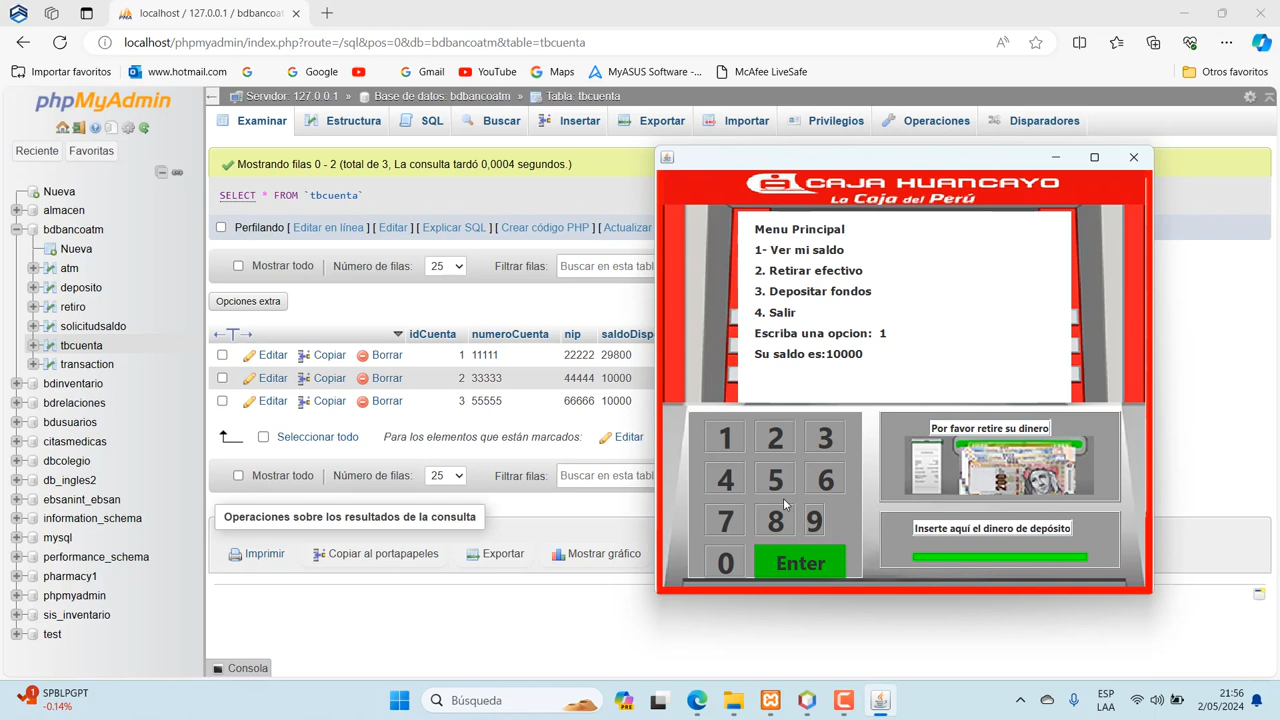 localhost / 127.0.0.1 / bdbancoat
localhost/phpmyadmin/index.php?route=/sql&pos=0&db=bdbancoatm&table=tbcuenta
Importar favoritos www.hotmail.com Google Gmail YouTube Maps MyASUS Software -... McAfee LiveSafe Otros favoritos
phpMyAdmin
Reciente Favoritas
Nueva
almacen
bdbancoatm
Nueva
atm
deposito
retiro
solicitudsaldo
tbcuenta
transaction
bdinventario
bdrelaciones
bdusuarios
citasmedicas
dbcolegio
db_ingles2
ebsanint_ebsan
information_schema
mysql
performance_schema
pharmacy1
phpmyadmin
sis_inventario
test
Servidor: 127.0.0.1 » Base de datos: bdbancoatm » Tabla: tbcuenta
Examinar Estructura SQL Buscar Insertar Exportar Importar Privilegios Operaciones Disparadores
Mostrando filas 0 - 2 (total de 3, La consulta tardó 0,0004 segundos.)
SELECT * FROM `tbcuenta`
Perfilando [ Editar en línea ] [ Editar ] [ Explicar SQL ] [ Crear código PHP ] [ Actualizar
Mostrar todo | Número de filas: 25 Filtrar filas: Buscar en esta tabl
Opciones extra
idCuenta numeroCuenta nip saldoDisp
Editar Copiar Borrar 1 11111 22222 29800
Editar Copiar Borrar 2 33333 44444 10000
Editar Copiar Borrar 3 55555 66666 10000
Seleccionar todo Para los elementos que están marcados: Editar
Mostrar todo | Número de filas: 25 Filtrar filas: Buscar en esta tabl
Operaciones sobre los resultados de la consulta
Imprimir Copiar al portapapeles Exportar Mostrar gráfico
Consola
CAJA HUANCAYO
La Caja del Perú
Menu Principal
1- Ver mi saldo
2. Retirar efectivo
3. Depositar fondos
4. Salir
Escriba una opcion: 1
Su saldo es:10000
1 2 3
4 5 6
7 8 9
0 Enter
Por favor retire su dinero
200
Inserte aquí el dinero de depósito
1
SPBLPGPT
-0.14%
Búsqueda
PRE
ESP
LAA
21:56
2/05/2024